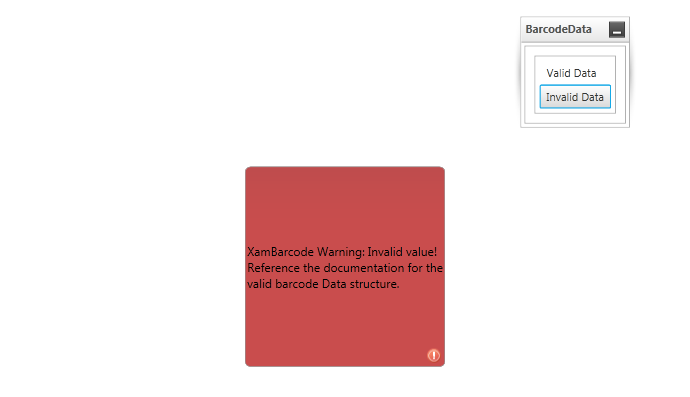 BarcodeData
Valid Data
Invalid Data
XamBarcode Warning: Invalid value!
Reference the documentation for the
valid barcode Data structure.